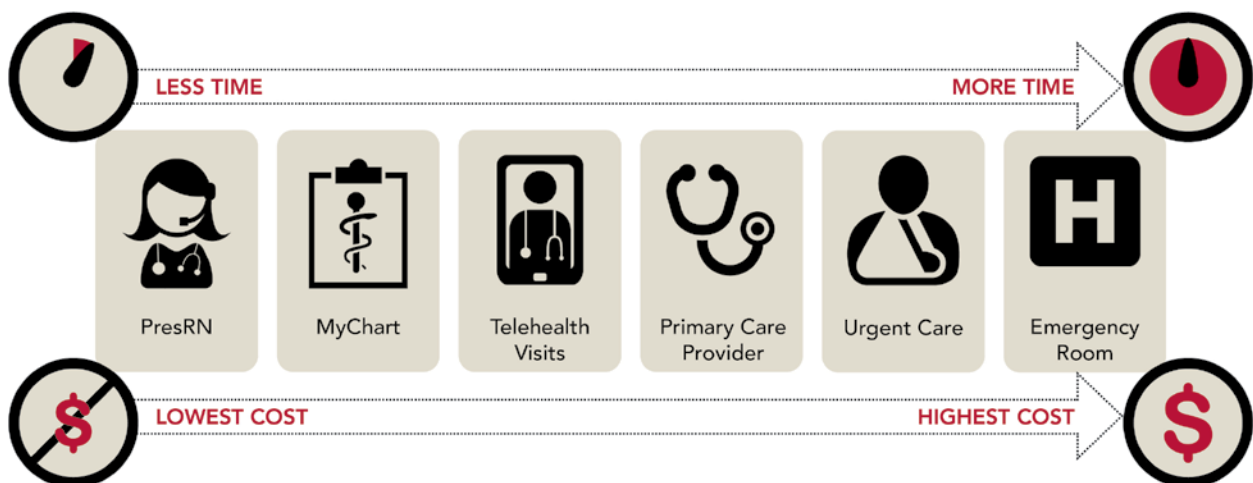 LESS TIME
MORE TIME
H
PresRN
MyChart
Telehealth
Visits
Primary Care
Provider
Urgent Care
Emergency
Room
$
LOWEST COST
HIGHEST COST
$